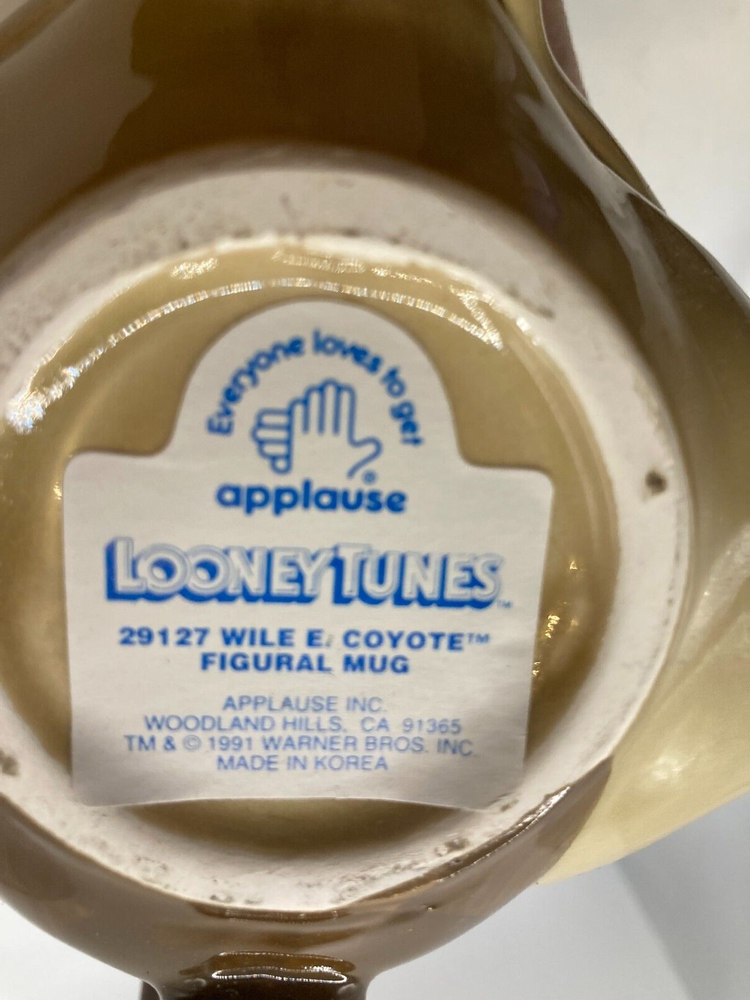 Everyone loves to get
applause®
LOONEY TUNES™
29127 WILE E. COYOTE™
FIGURAL MUG
APPLAUSE INC.
WOODLAND HILLS, CA 91365
TM & © 1991 WARNER BROS. INC.
MADE IN KOREA